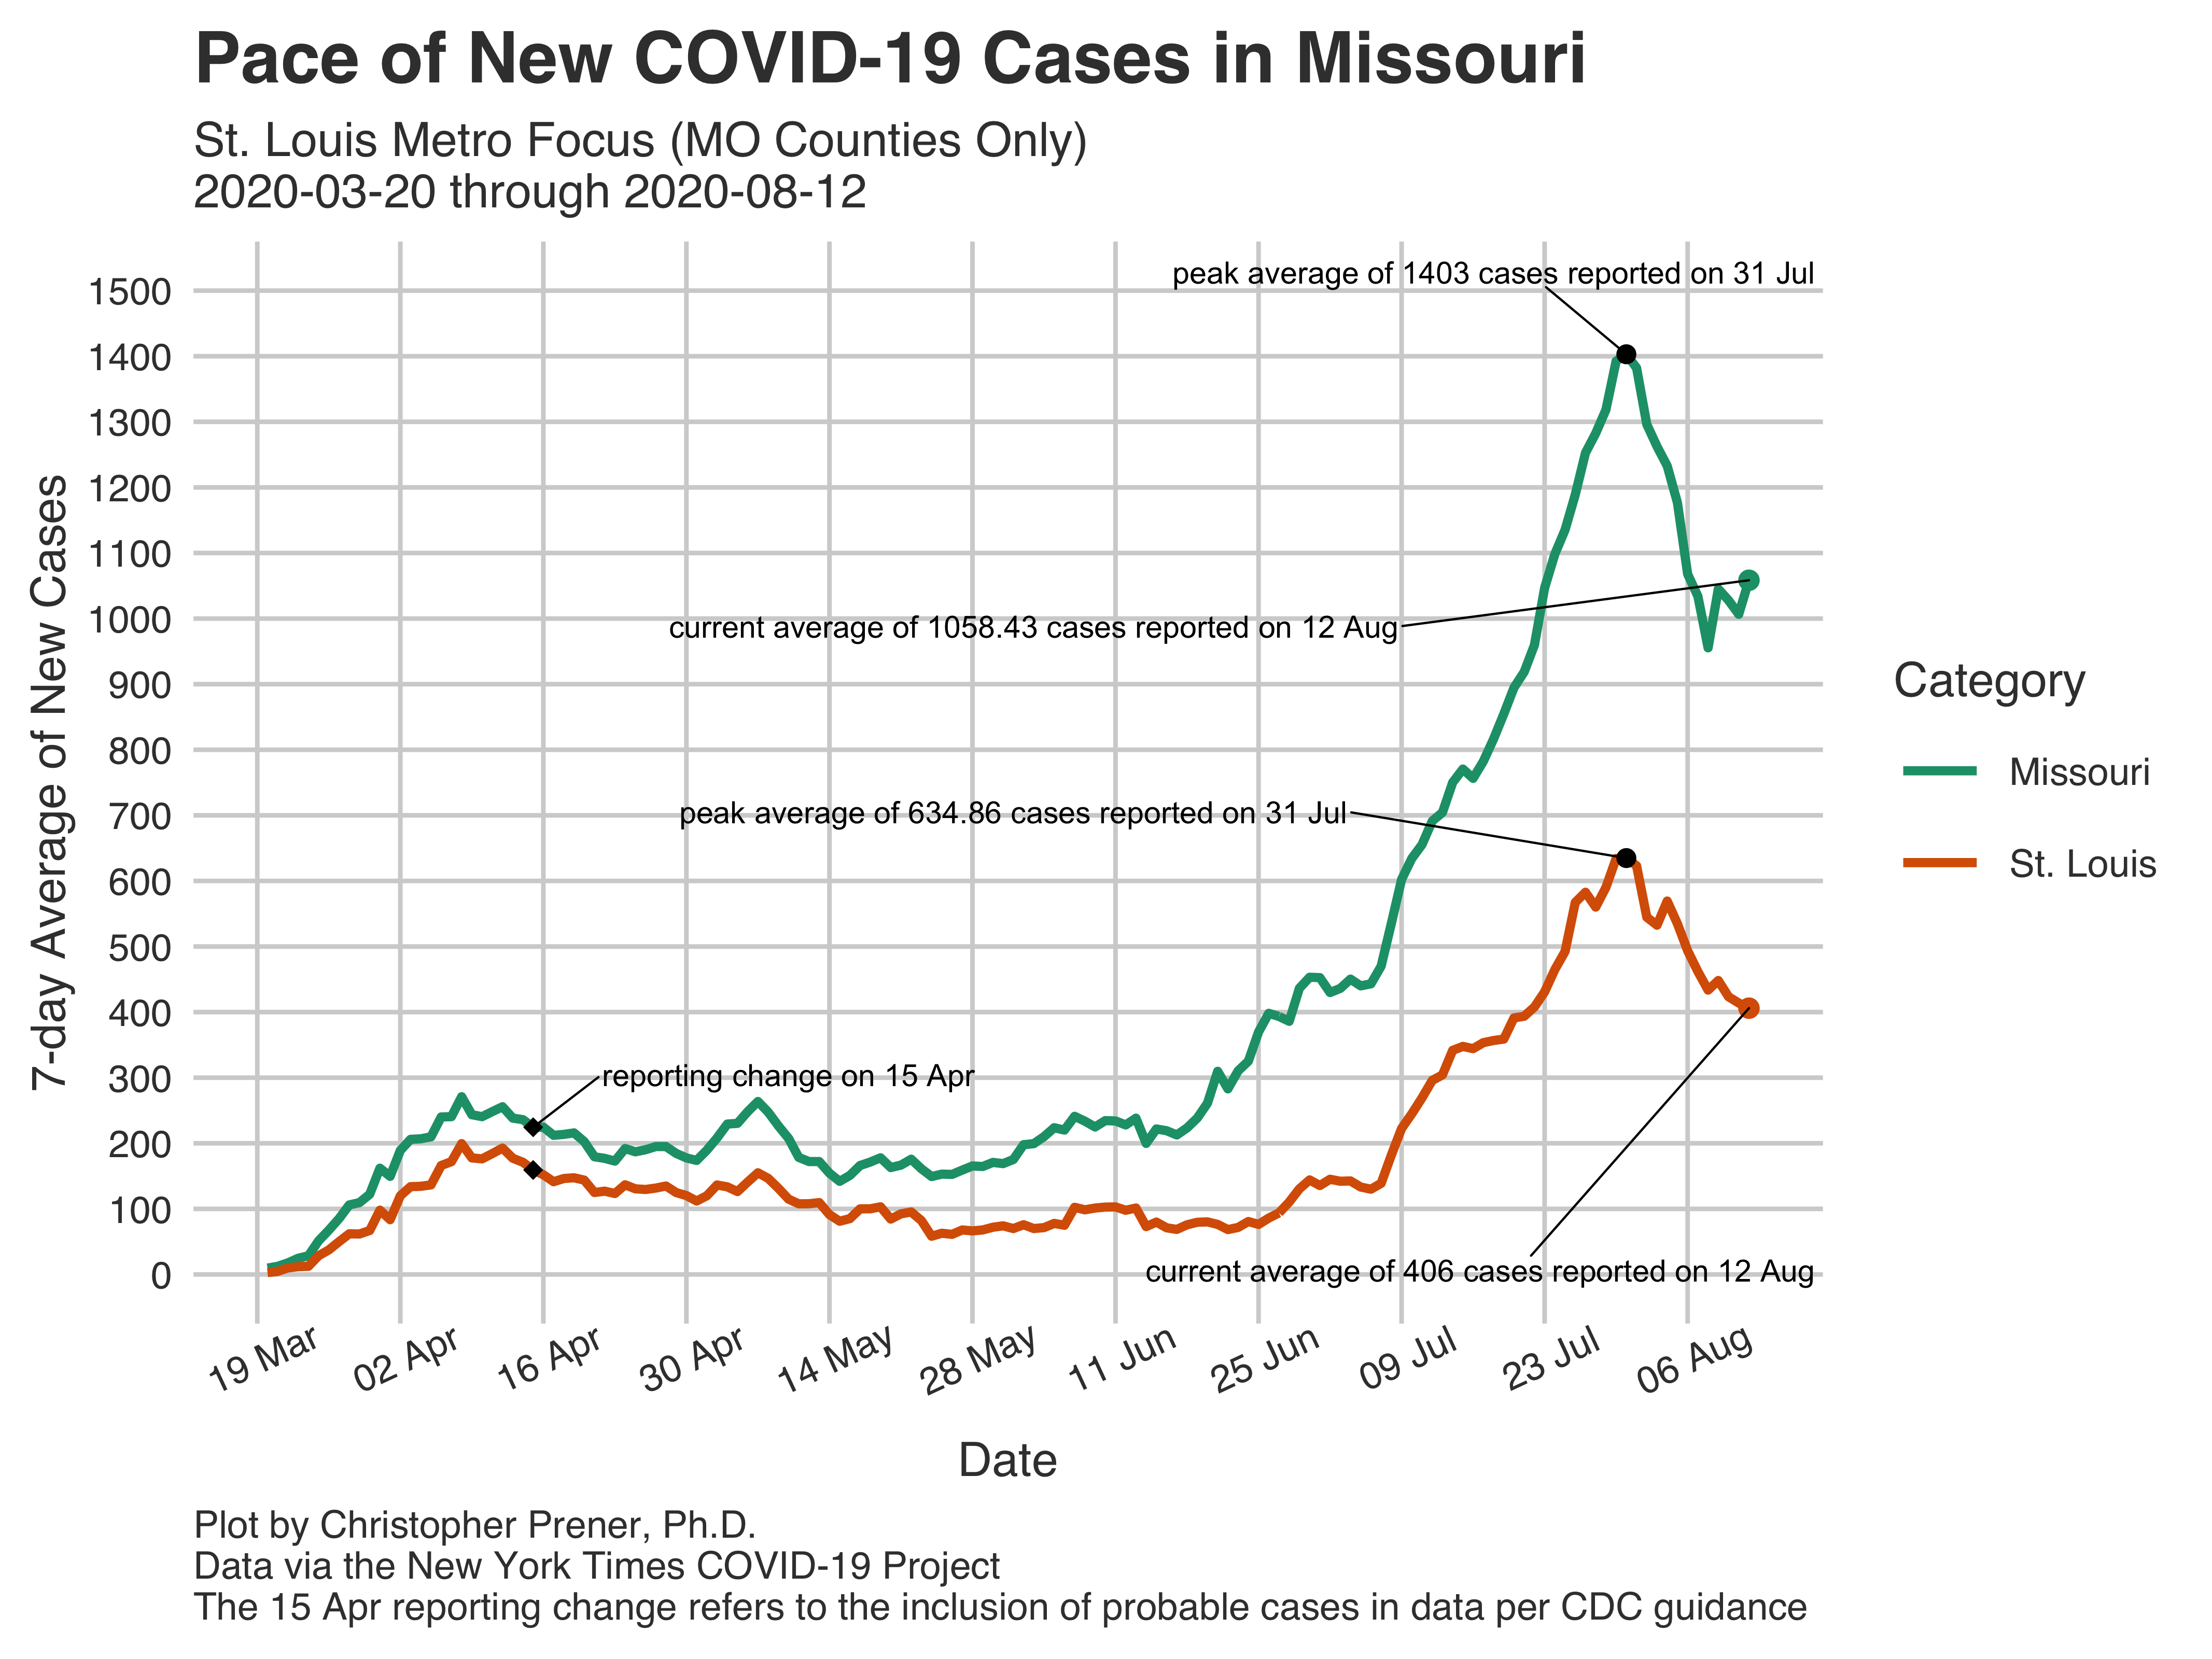 Pace of New COVID-19 Cases in Missouri
St. Louis Metro Focus (MO Counties Only)
2020-03-20 through 2020-08-12
7-day Average of New Cases
1500
1400
1300
1200
1100
1000
900
800
700
600
500
400
300
200
100
0
peak average of 1403 cases reported on 31 Jul
current average of 1058.43 cases reported on 12 Aug
peak average of 634.86 cases reported on 31 Jul
reporting change on 15 Apr
current average of 406 cases reported on 12 Aug
Category
Missouri
St. Louis
19 Mar
02 Apr
16 Apr
30 Apr
14 May
28 May
11 Jun
25 Jun
09 Jul
23 Jul
06 Aug
Date
Plot by Christopher Prener, Ph.D.
Data via the New York Times COVID-19 Project
The 15 Apr reporting change refers to the inclusion of probable cases in data per CDC guidance